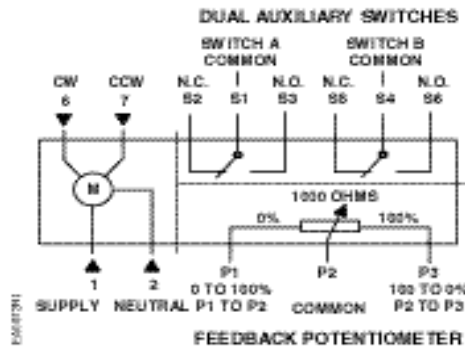 DUAL AUXILIARY SWITCHES
SWITCH A
COMMON
SWITCH B
COMMON
CW
6
CCW
7
N.C.
S2
S1
N.O.
S3
N.C.
S5
S4
N.O.
S6
M
1000 OHMS
0%
100%
1
2
P1
P2
P3
0 TO 100%
100 TO 0%
SUPPLY
NEUTRAL
P1 TO P2
COMMON
P2 TO P3
FEEDBACK POTENTIOMETER